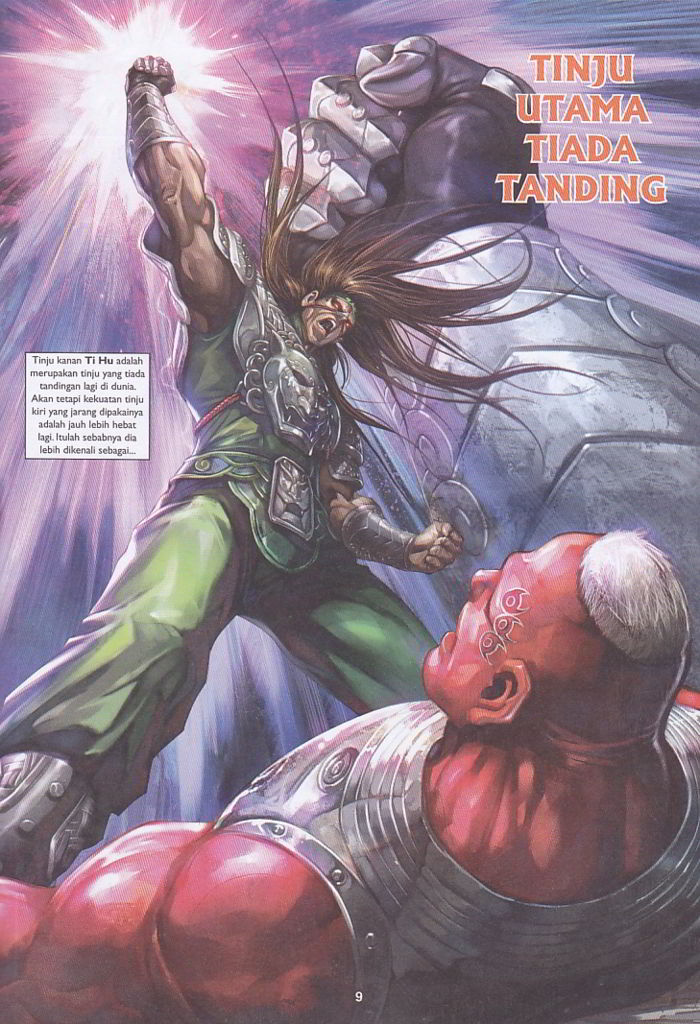 TINJU
UTAMA
TIADA
TANDING
Tinju kanan Ti Hu adalah
merupakan tinju yang tiada
tandingan lagi di dunia.
Akan tetapi kekuatan tinju
kiri yang jarang dipakainya
adalah jauh lebih hebat
lagi. Itulah sebabnya dia
lebih dikenali sebagai...
9